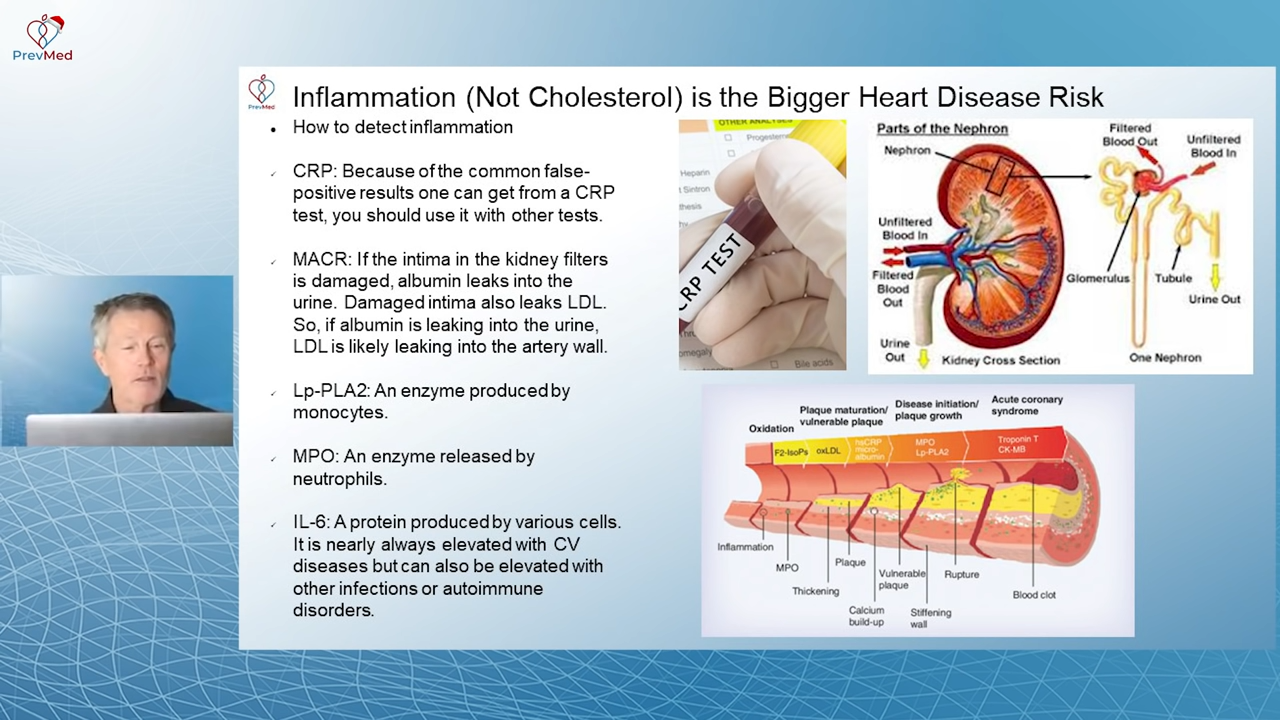 PrevMed
PrevMed
Inflammation (Not Cholesterol) is the Bigger Heart Disease Risk
How to detect inflammation
CRP: Because of the common false-
positive results one can get from a CRP
test, you should use it with other tests.
MACR: If the intima in the kidney filters
is damaged, albumin leaks into the
urine. Damaged intima also leaks LDL.
So, if albumin is leaking into the urine,
LDL is likely leaking into the artery wall.
Lp-PLA2: An enzyme produced by
monocytes.
MPO: An enzyme released by
neutrophils.
IL-6: A protein produced by various cells.
It is nearly always elevated with CV
diseases but can also be elevated with
other infections or autoimmune
disorders.
OTHER ANALYSES
Heparin
CRP TEST
Bile acids
Parts of the Nephron
Nephron
Unfiltered
Blood In
Filtered
Blood
Out
Urine
Out
Kidney Cross Section
Filtered
Blood Out
Unfiltered
Blood In
Glomerulus
Tubule
Urine Out
One Nephron
Oxidation
Plaque maturation/
vulnerable plaque
Disease initiation/
plaque growth
Acute coronary
syndrome
F2-IsoPs
oxLDL
hsCRP
micro-
albumin
MPO
Lp-PLA2
Troponin T
CK-MB
Inflammation
MPO
Thickening
Plaque
Calcium
build-up
Vulnerable
plaque
Stiffening
wall
Rupture
Blood clot